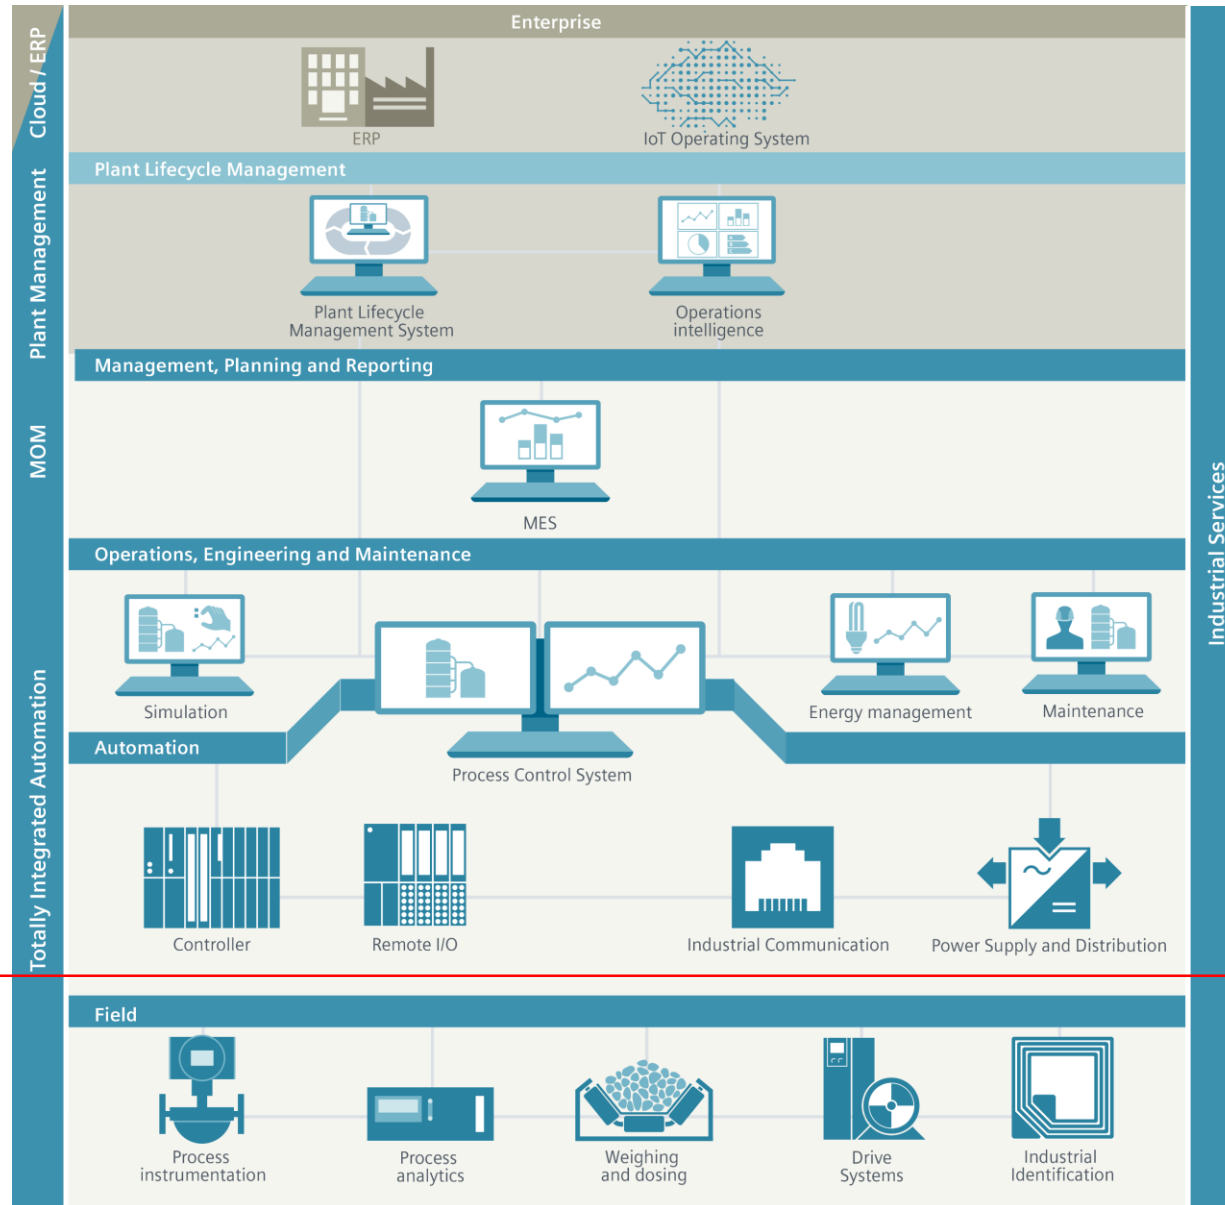 Enterprise
Cloud / ERP
ERP
IoT Operating System
Plant Lifecycle Management
Plant Management
Plant Lifecycle
Management System
Operations
intelligence
Management, Planning and Reporting
MOM
MES
Industrial Services
Operations, Engineering and Maintenance
Simulation
Energy management
Maintenance
Totally Integrated Automation
Automation
Process Control System
Controller
Remote I/O
Industrial Communication
Power Supply and Distribution
Field
Process
instrumentation
Process
analytics
Weighing
and dosing
Drive
Systems
Industrial
Identification